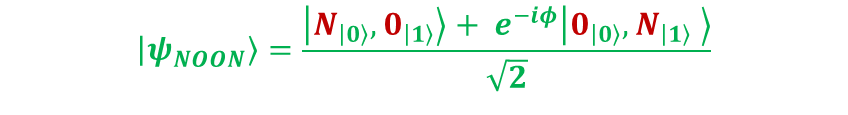 |ψ_NOON⟩ = (|N_|0⟩, 0_|1⟩⟩ + e^{-iϕ}|0_|0⟩, N_|1⟩ ⟩) / √2